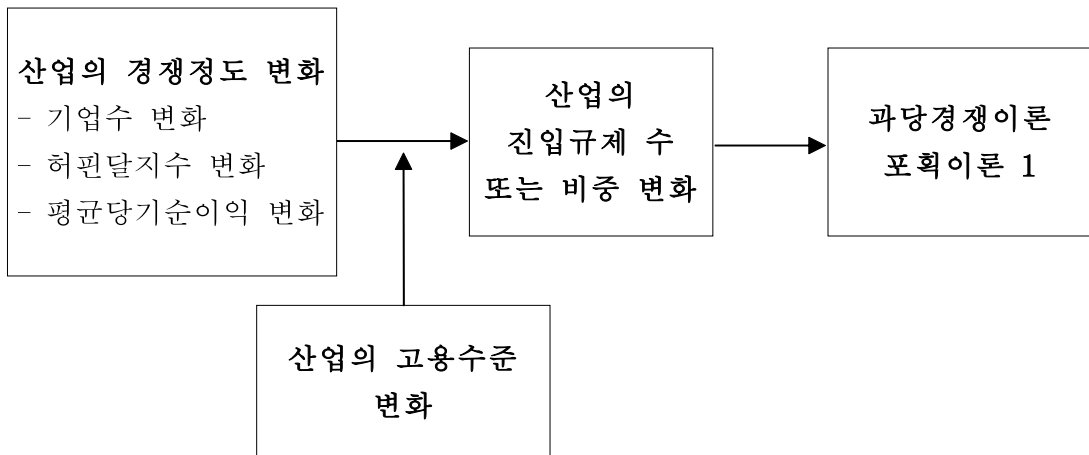 산업의 경쟁정도 변화
- 기업수 변화
- 허핀달지수 변화
- 평균당기순이익 변화
산업의
진입규제 수
또는 비중 변화
과당경쟁이론
포획이론 1
산업의 고용수준
변화